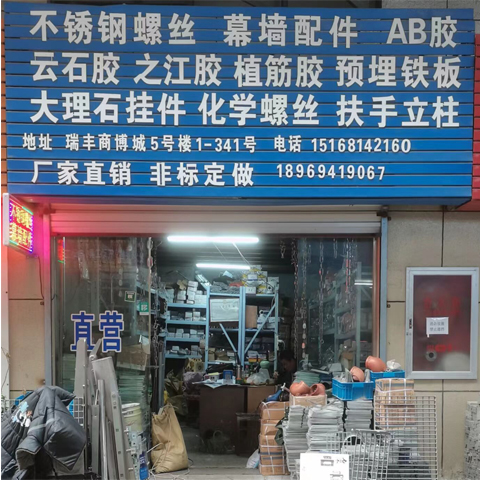 不锈钢螺丝 幕墙配件 AB胶
云石胶 之江胶 植筋胶 预埋铁板
大理石挂件 化学螺丝 扶手立柱
地址 瑞丰商博城5号楼1-341号 电话 15168142160
厂家直销 非标定做 18969419067
直营